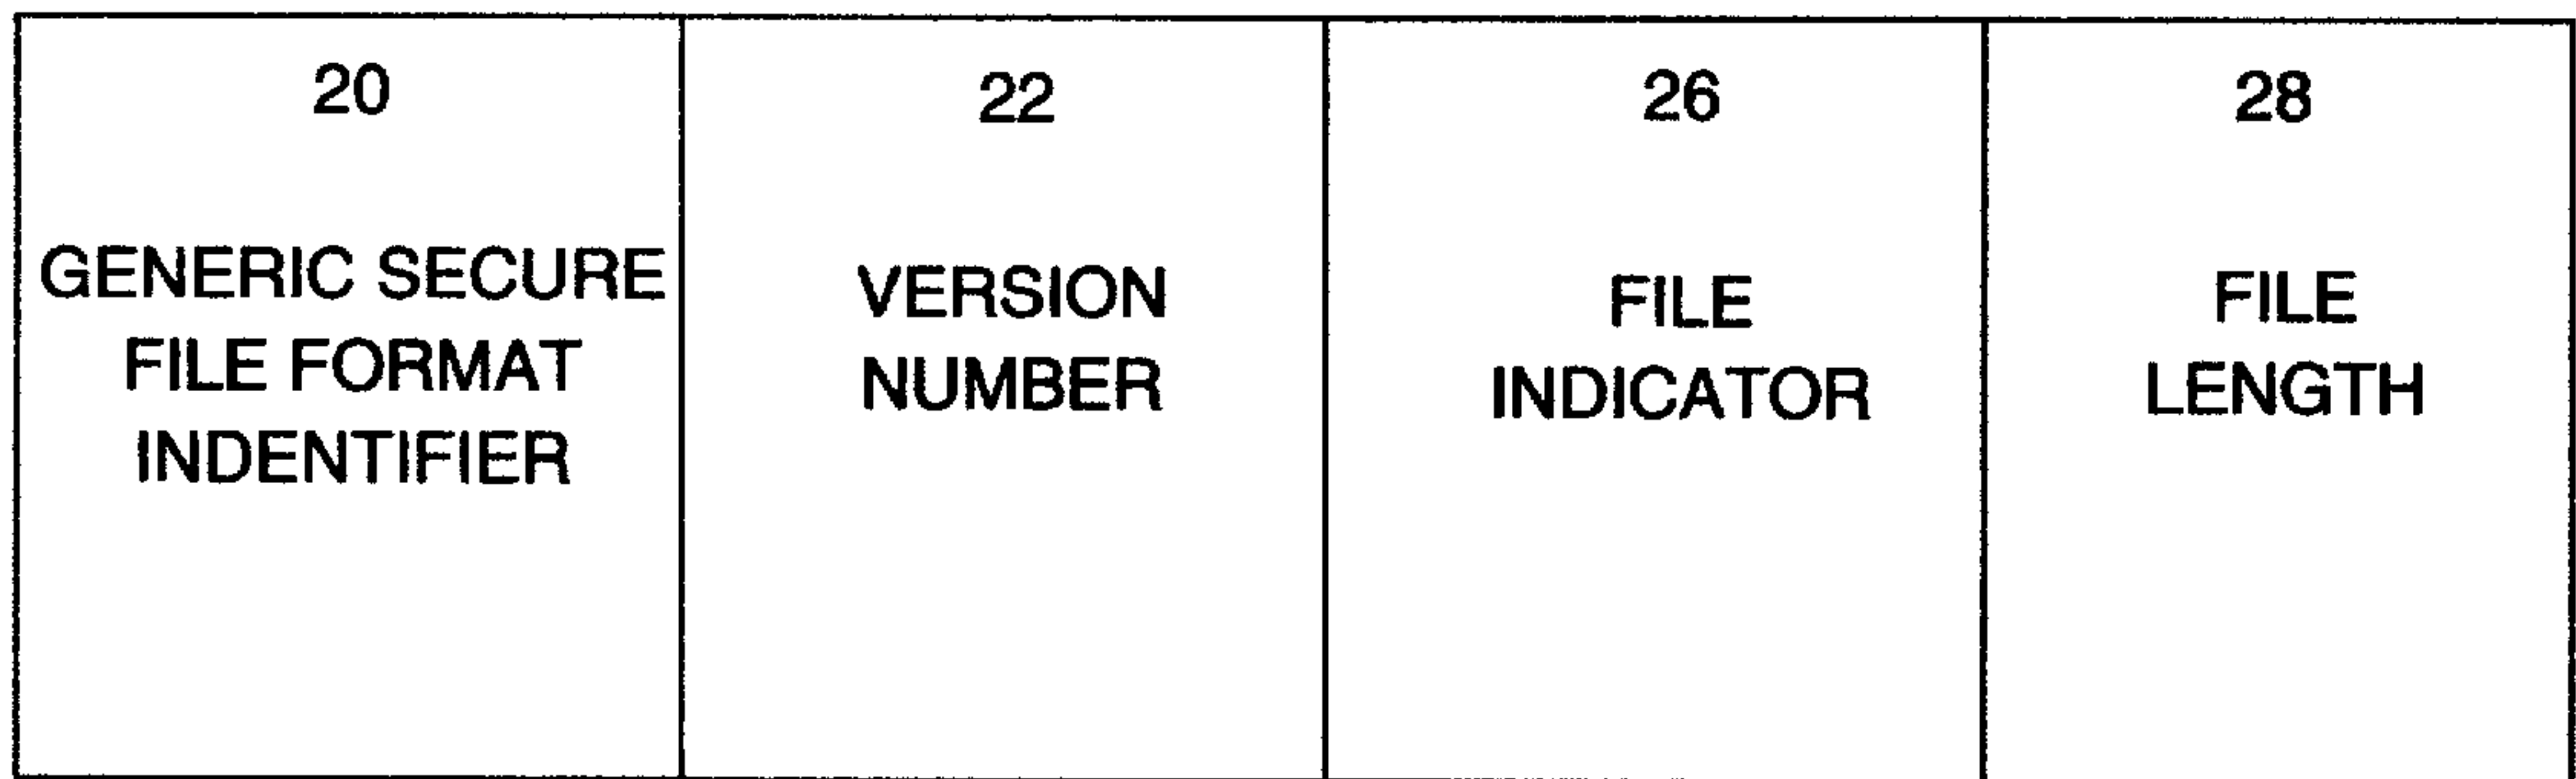 20
GENERIC SECURE
FILE FORMAT
INDENTIFIER
22
VERSION
NUMBER
26
FILE
INDICATOR
28
FILE
LENGTH